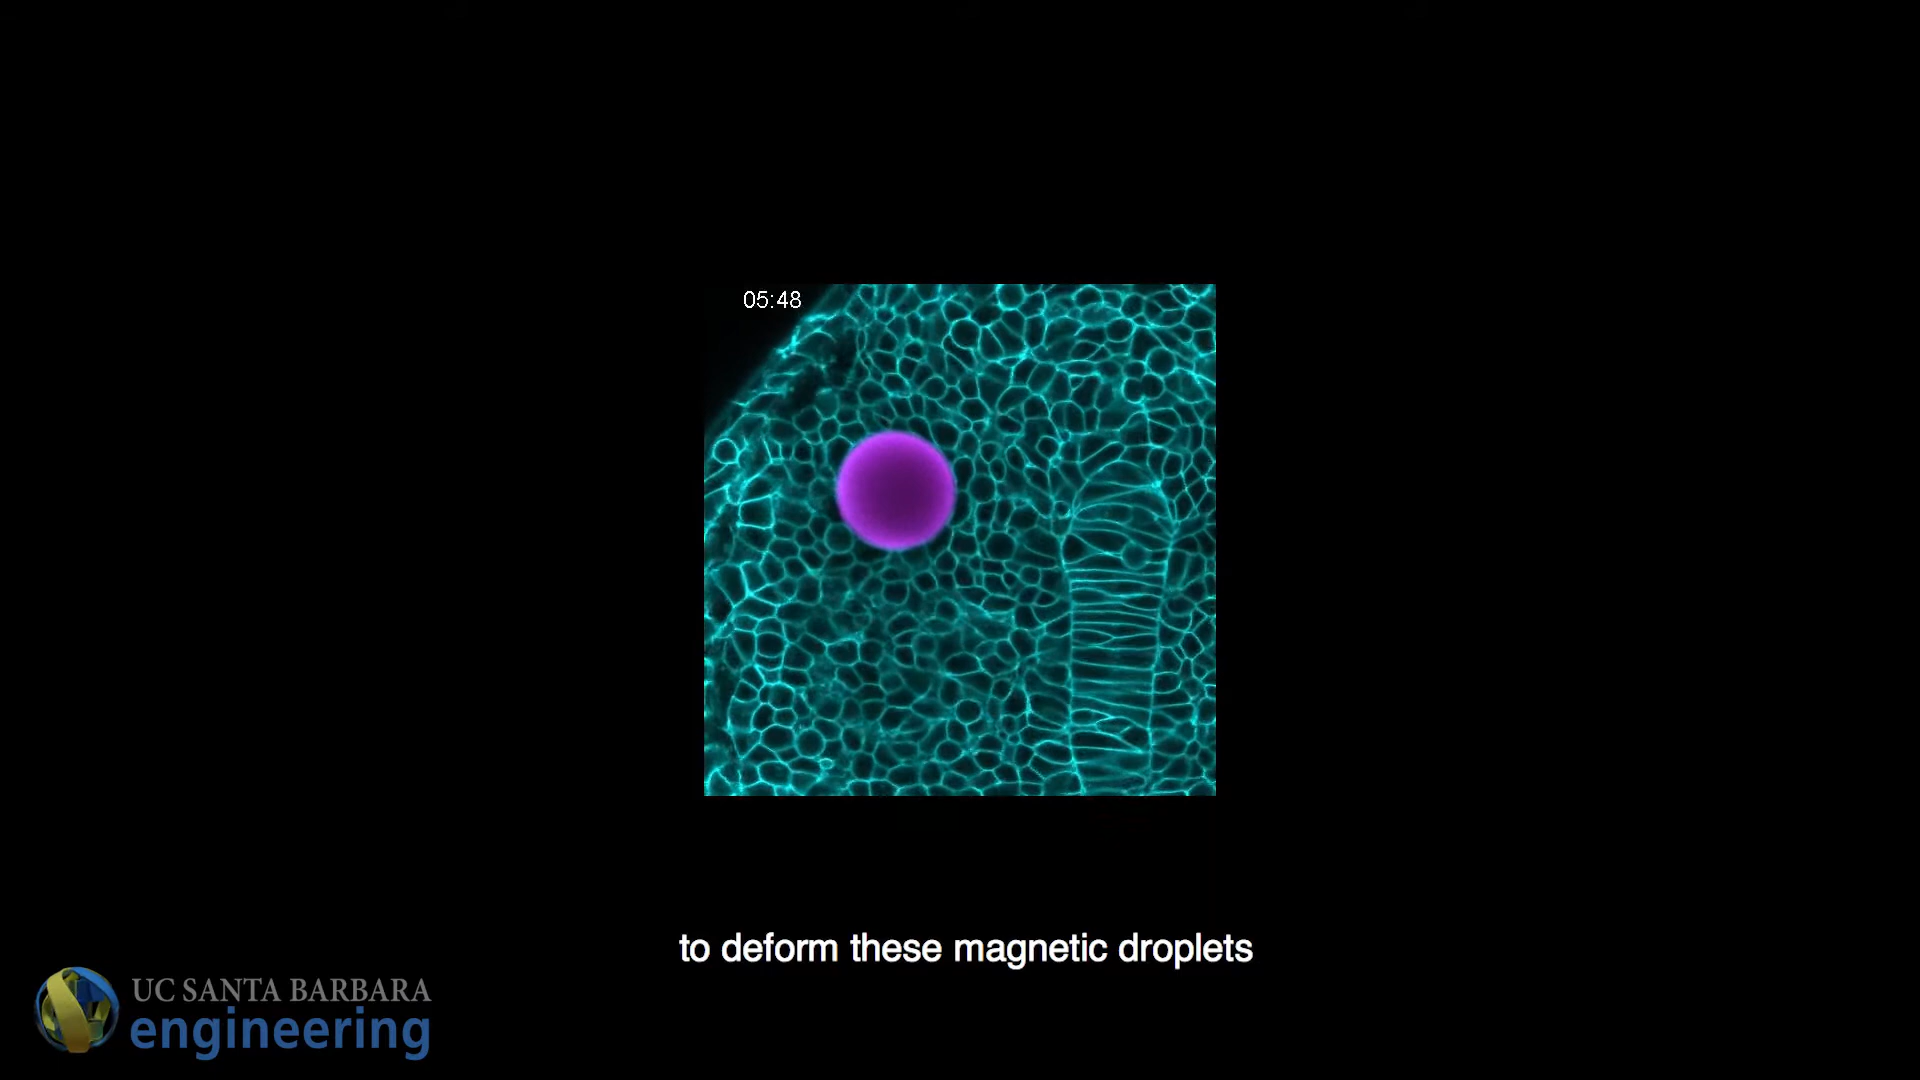 05:48
to deform these magnetic droplets
UC SANTA BARBARA
engineering